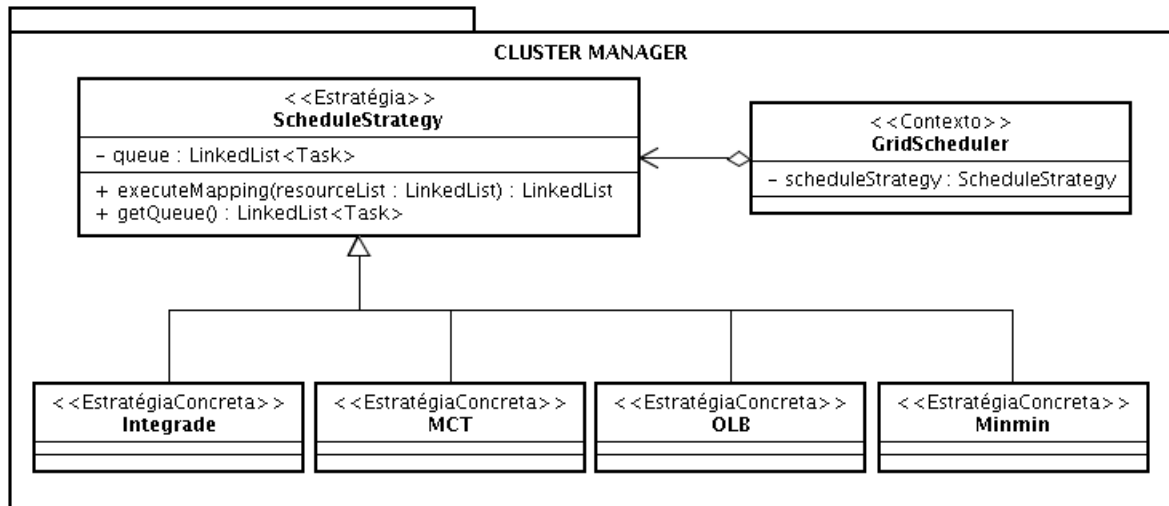 CLUSTER MANAGER
<<Estratégia>>
ScheduleStrategy
- queue : LinkedList<Task>
+ executeMapping(resourceList : LinkedList) : LinkedList
+ getQueue() : LinkedList<Task>
<<Contexto>>
GridScheduler
- scheduleStrategy : ScheduleStrategy
<<EstratégiaConcreta>>
Integrade
<<EstratégiaConcreta>>
MCT
<<EstratégiaConcreta>>
OLB
<<EstratégiaConcreta>>
Minmin